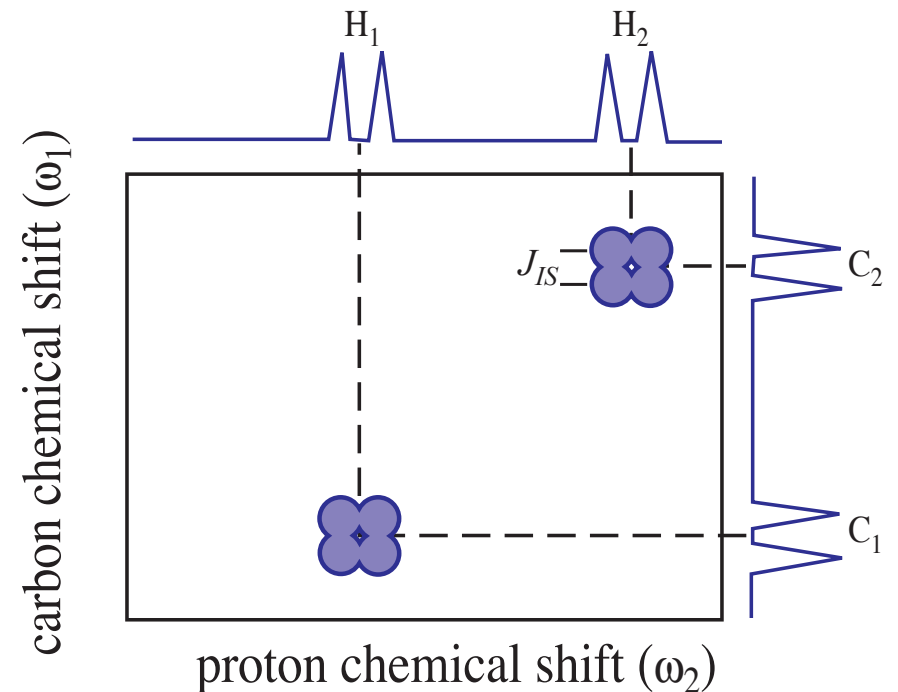 H1
H2
carbon chemical shift (ω1)
JIS
C2
C1
proton chemical shift (ω2)